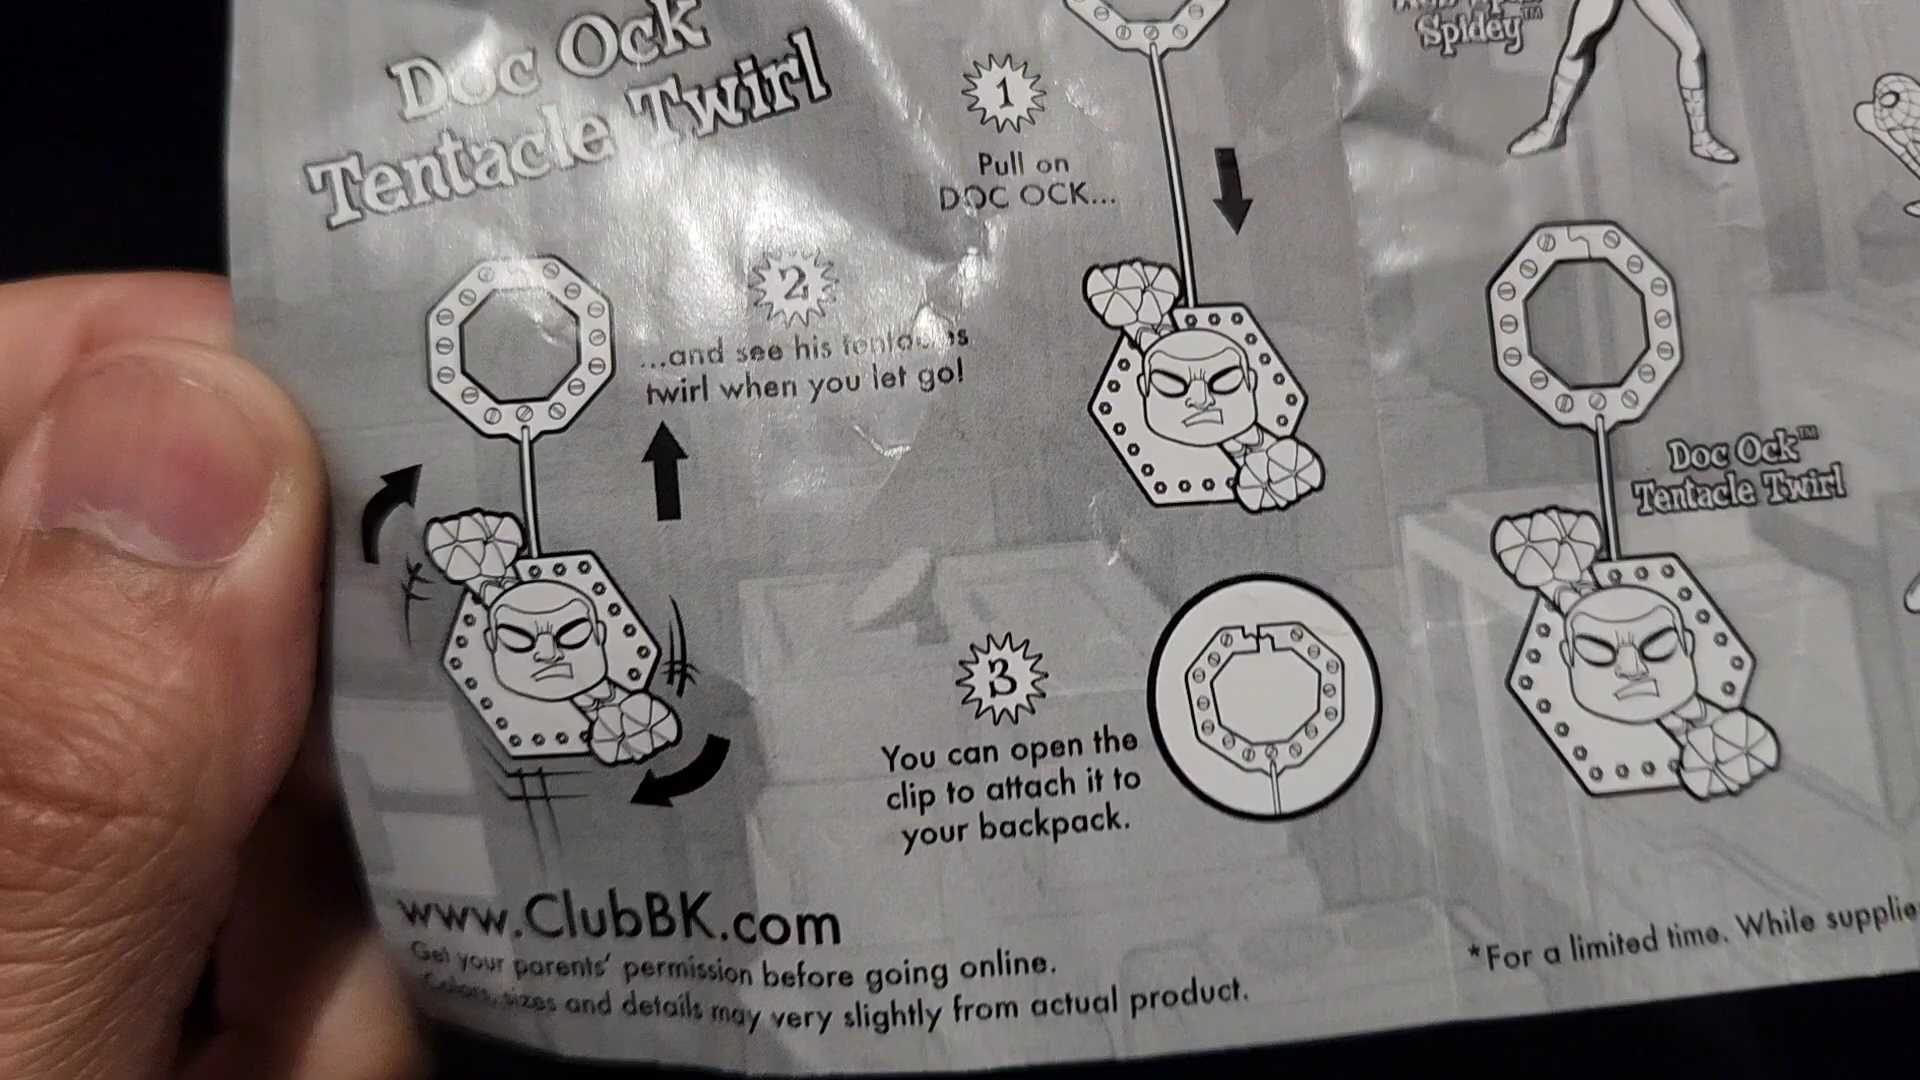 Doc Ock
Tentacle Twirl
1
Pull on
DOC OCK...
2
...and see his tentacles
twirl when you let go!
3
You can open the
clip to attach it to
your backpack.
Spidey™
Doc Ock™
Tentacle Twirl
www.ClubBK.com
Get your parents' permission before going online.
Colors, sizes and details may very slightly from actual product.
*For a limited time. While